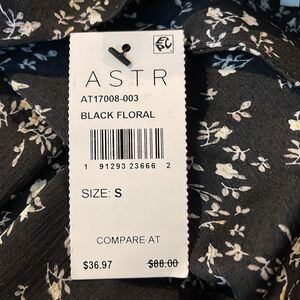 ASTR
AT17008-003
BLACK FLORAL
1 91293 23666 2
SIZE: S
COMPARE AT
$36.97 $88.00